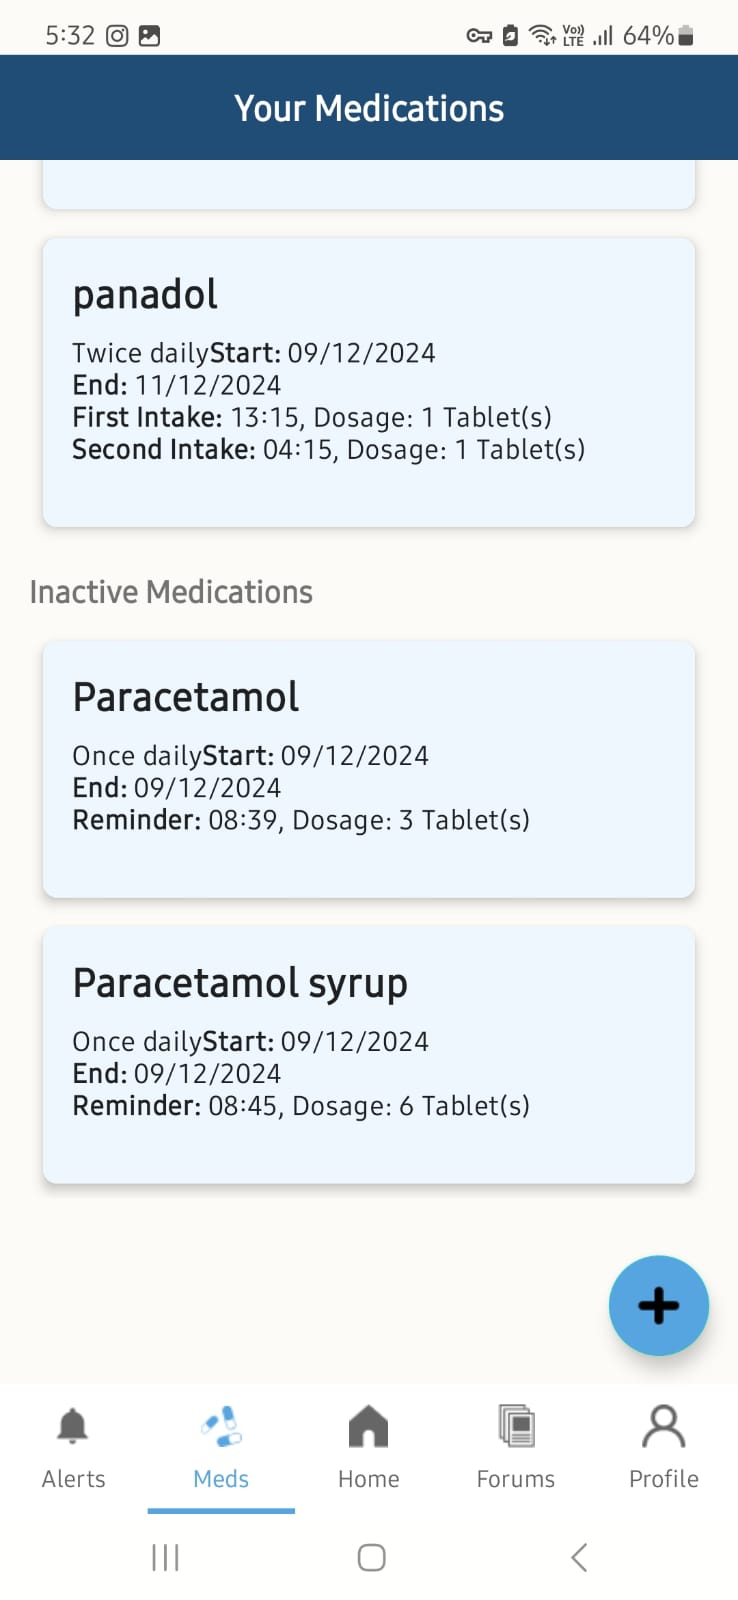 5:32
Vo))
LTE
64%
Your Medications
panadol
Twice dailyStart: 09/12/2024
End: 11/12/2024
First Intake: 13:15, Dosage: 1 Tablet(s)
Second Intake: 04:15, Dosage: 1 Tablet(s)
Inactive Medications
Paracetamol
Once dailyStart: 09/12/2024
End: 09/12/2024
Reminder: 08:39, Dosage: 3 Tablet(s)
Paracetamol syrup
Once dailyStart: 09/12/2024
End: 09/12/2024
Reminder: 08:45, Dosage: 6 Tablet(s)
Alerts
Meds
Home
Forums
Profile